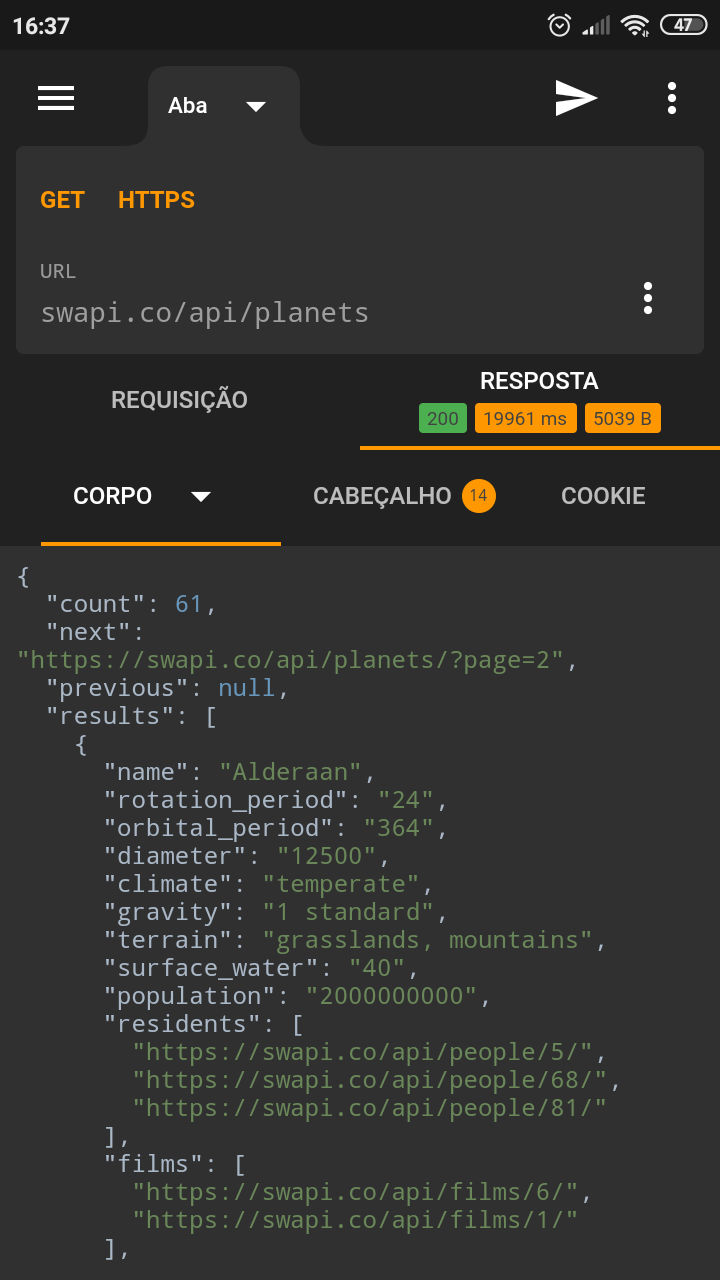 16:37
47
Aba
GET HTTPS
URL
swapi.co/api/planets
REQUISIÇÃO
RESPOSTA
200 19961 ms 5039 B
CORPO CABEÇALHO 14 COOKIE
{
  "count": 61,
  "next":
"https://swapi.co/api/planets/?page=2",
  "previous": null,
  "results": [
    {
      "name": "Alderaan",
      "rotation_period": "24",
      "orbital_period": "364",
      "diameter": "12500",
      "climate": "temperate",
      "gravity": "1 standard",
      "terrain": "grasslands, mountains",
      "surface_water": "40",
      "population": "2000000000",
      "residents": [
        "https://swapi.co/api/people/5/",
        "https://swapi.co/api/people/68/",
        "https://swapi.co/api/people/81/"
      ],
      "films": [
        "https://swapi.co/api/films/6/",
        "https://swapi.co/api/films/1/"
      ],